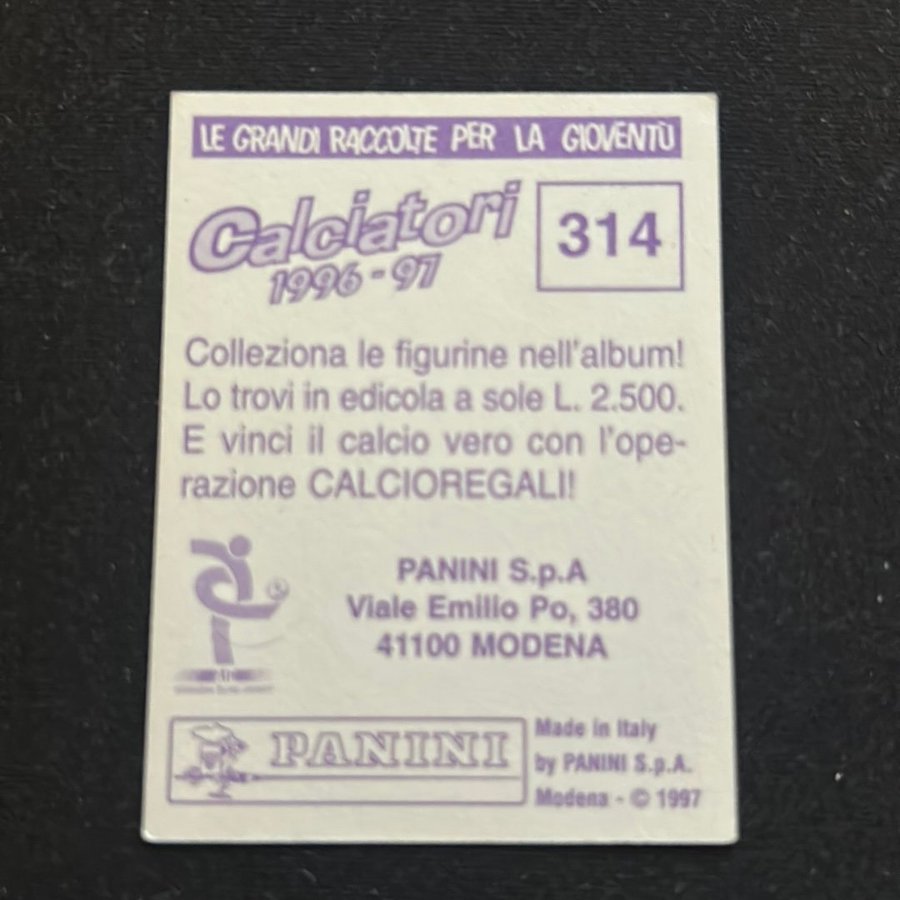 LE GRANDI RACCOLTE PER LA GIOVENTÙ
Calciatori
1996-97
314
Colleziona le figurine nell'album!
Lo trovi in edicola a sole L. 2.500.
E vinci il calcio vero con l'ope-
razione CALCIOREGALI!
PANINI S.p.A
Viale Emilio Po, 380
41100 MODENA
PANINI
Made in Italy
by PANINI S.p.A.
Modena - © 1997